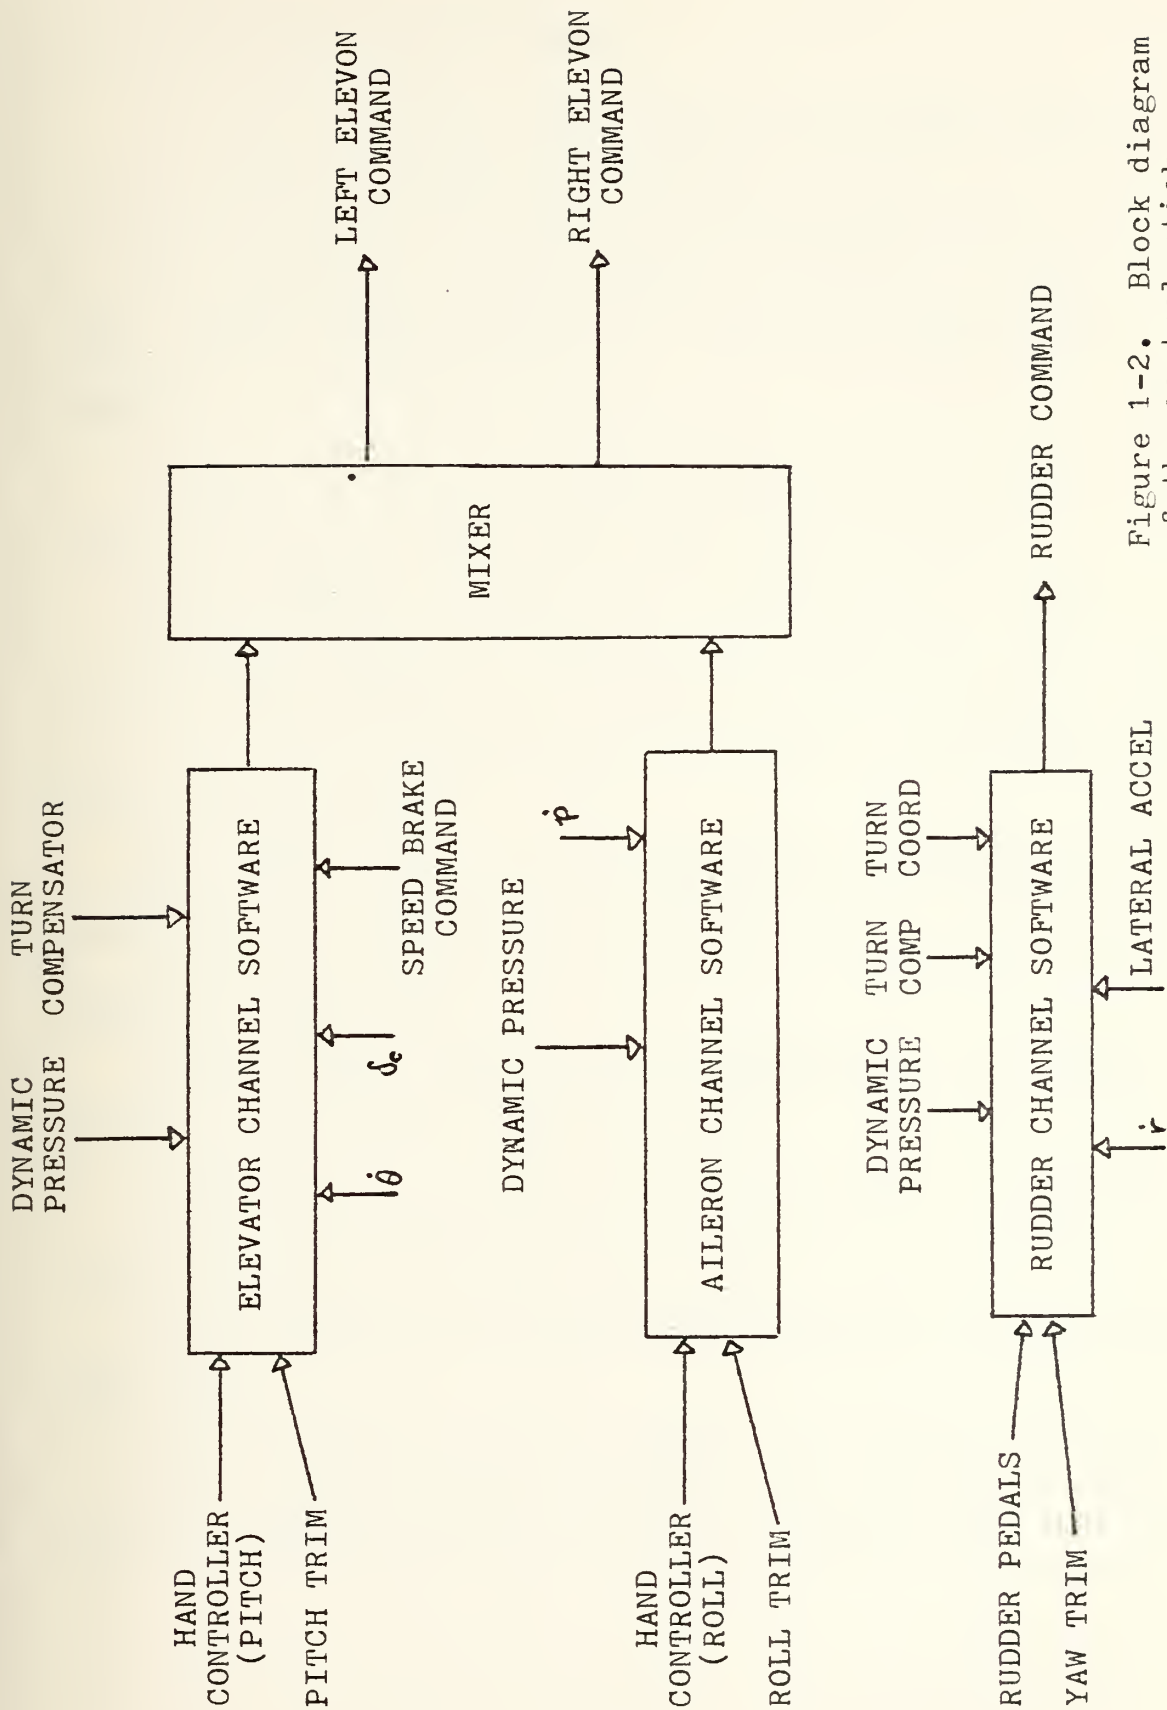 DYNAMIC
PRESSURE
TURN
COMPENSATOR
HAND
CONTROLLER
(PITCH)
PITCH TRIM
ELEVATOR CHANNEL SOFTWARE
θ̇
δe
SPEED BRAKE
COMMAND
MIXER
LEFT ELEVON
COMMAND
RIGHT ELEVON
COMMAND
DYNAMIC PRESSURE
ṗ
HAND
CONTROLLER
(ROLL)
ROLL TRIM
AILERON CHANNEL SOFTWARE
DYNAMIC
PRESSURE
TURN
COMP
TURN
COORD
RUDDER PEDALS
YAW TRIM
RUDDER CHANNEL SOFTWARE
ṙ
LATERAL ACCEL
RUDDER COMMAND
Figure 1-2. Block diagram